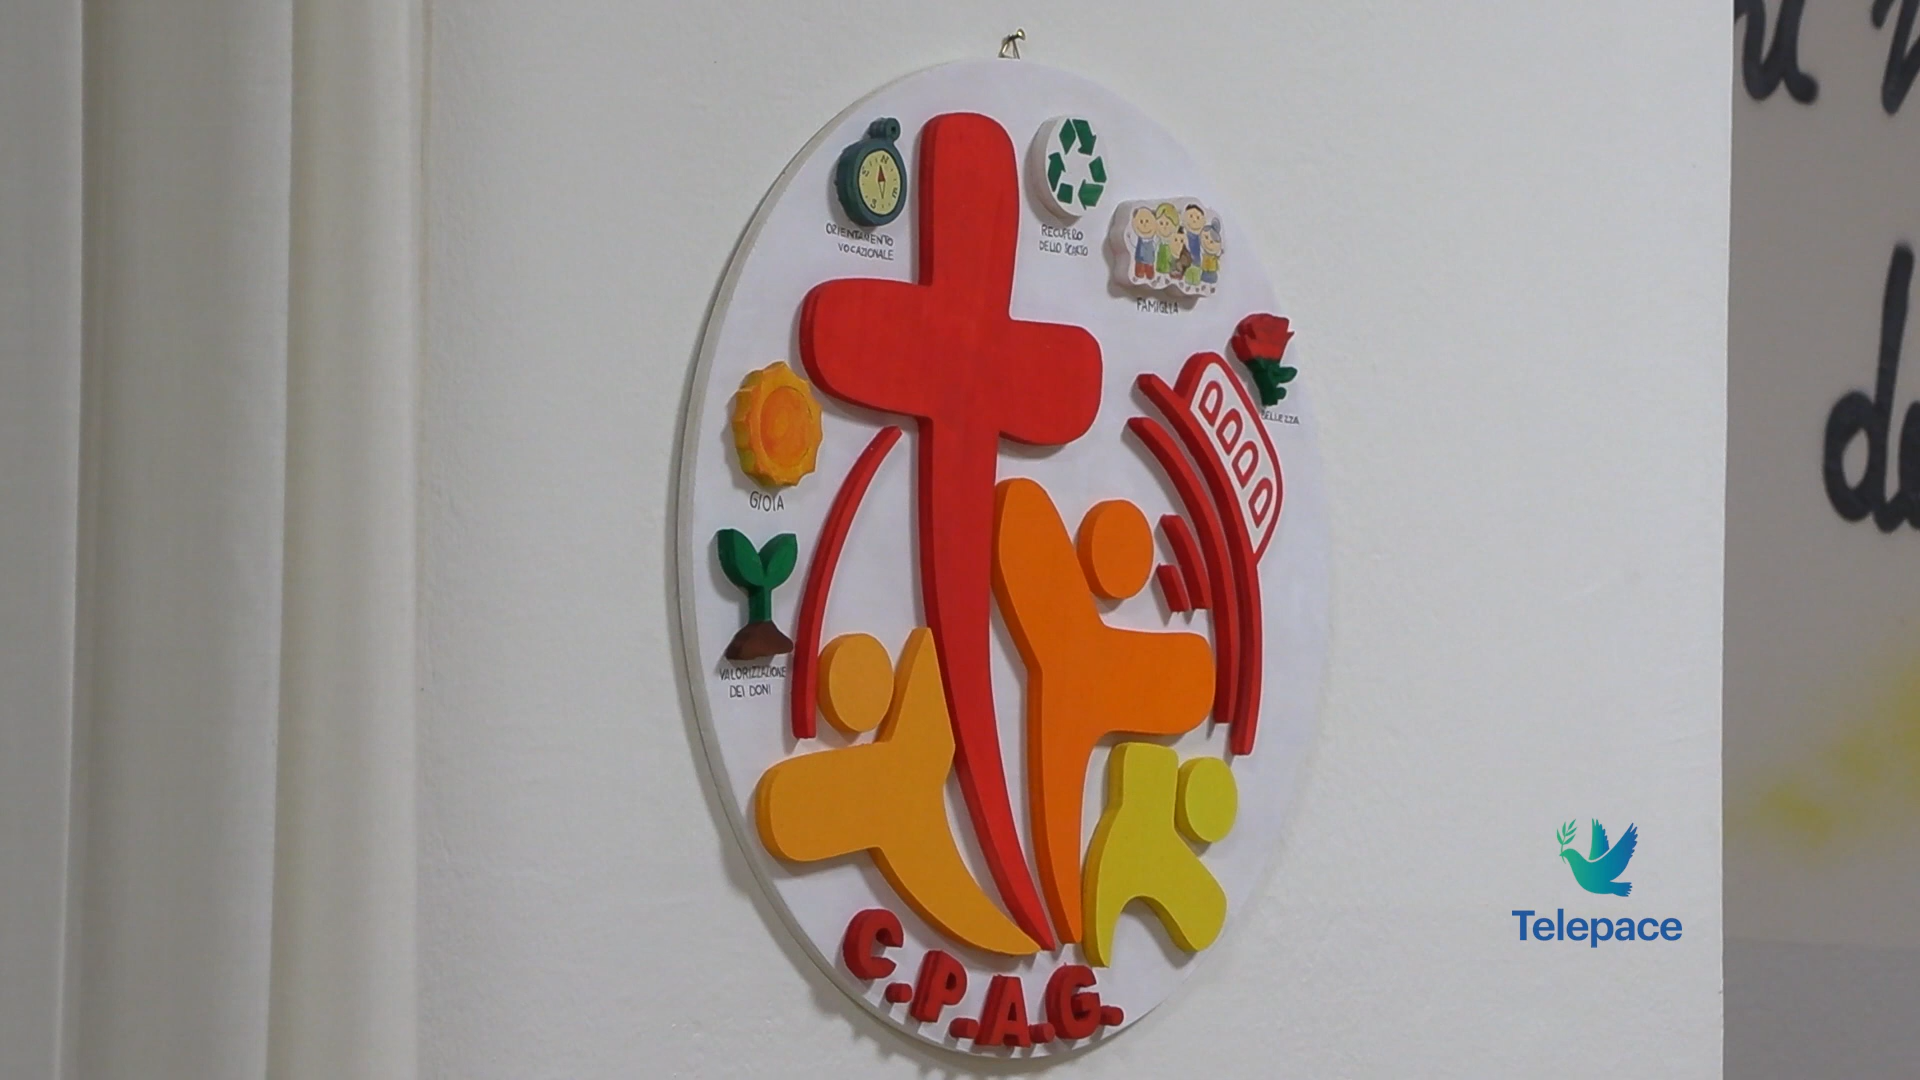 ORIENTAMENTO
VOCAZIONALE
RECUPERO
DELLO SCARTO
FAMIGLIA
BELLEZZA
GIOIA
VALORIZZAZIONE
DEI DONI
C.P.A.G.
Telepace